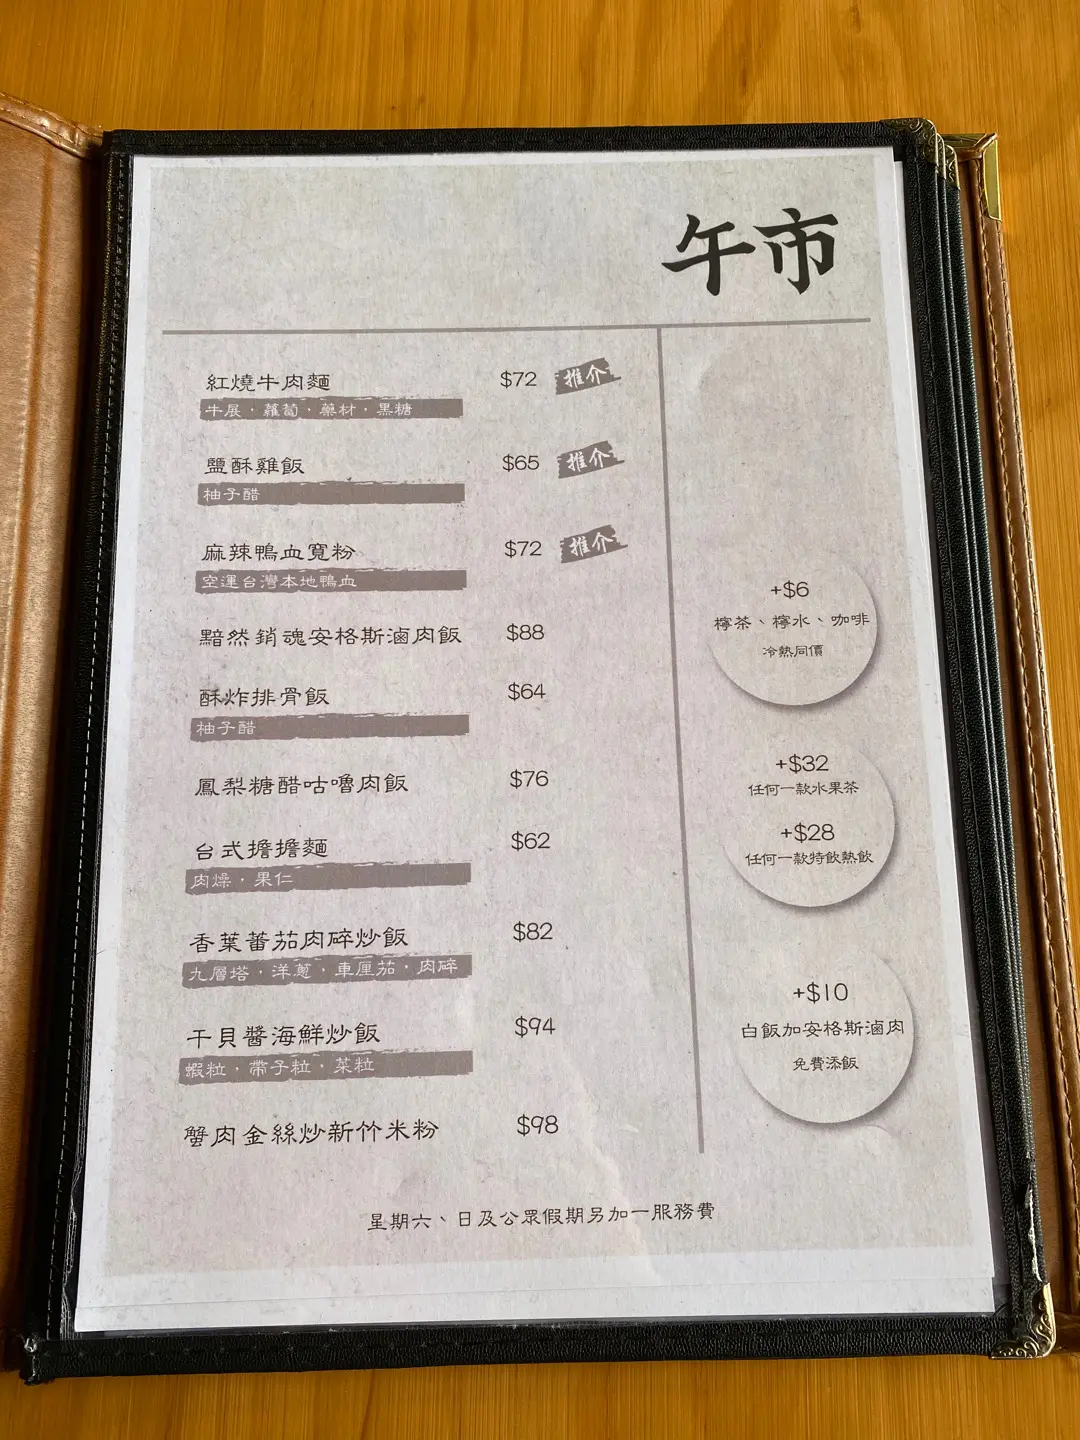 午市
紅燒牛肉麵 $72 推介
牛展，蘿蔔，藥材，黑糖
鹽酥雞飯 $65 推介
柚子醋
麻辣鴨血寬粉 $72 推介
空運台灣本地鴨血
黯然銷魂安格斯滷肉飯 $88
酥炸排骨飯 $64
柚子醋
鳳梨糖醋咕嚕肉飯 $76
台式擔擔麵 $62
肉燥，果仁
香葉蕃茄肉碎炒飯 $82
九層塔，洋蔥，車厘茄，肉碎
干貝醬海鮮炒飯 $94
蝦粒，帶子粒，菜粒
蟹肉金絲炒新竹米粉 $98
+$6
檸茶、檸水、咖啡
冷熱同價
+$32
任何一款水果茶
+$28
任何一款特飲熱飲
+$10
白飯加安格斯滷肉
免費添飯
星期六、日及公眾假期另加一服務費